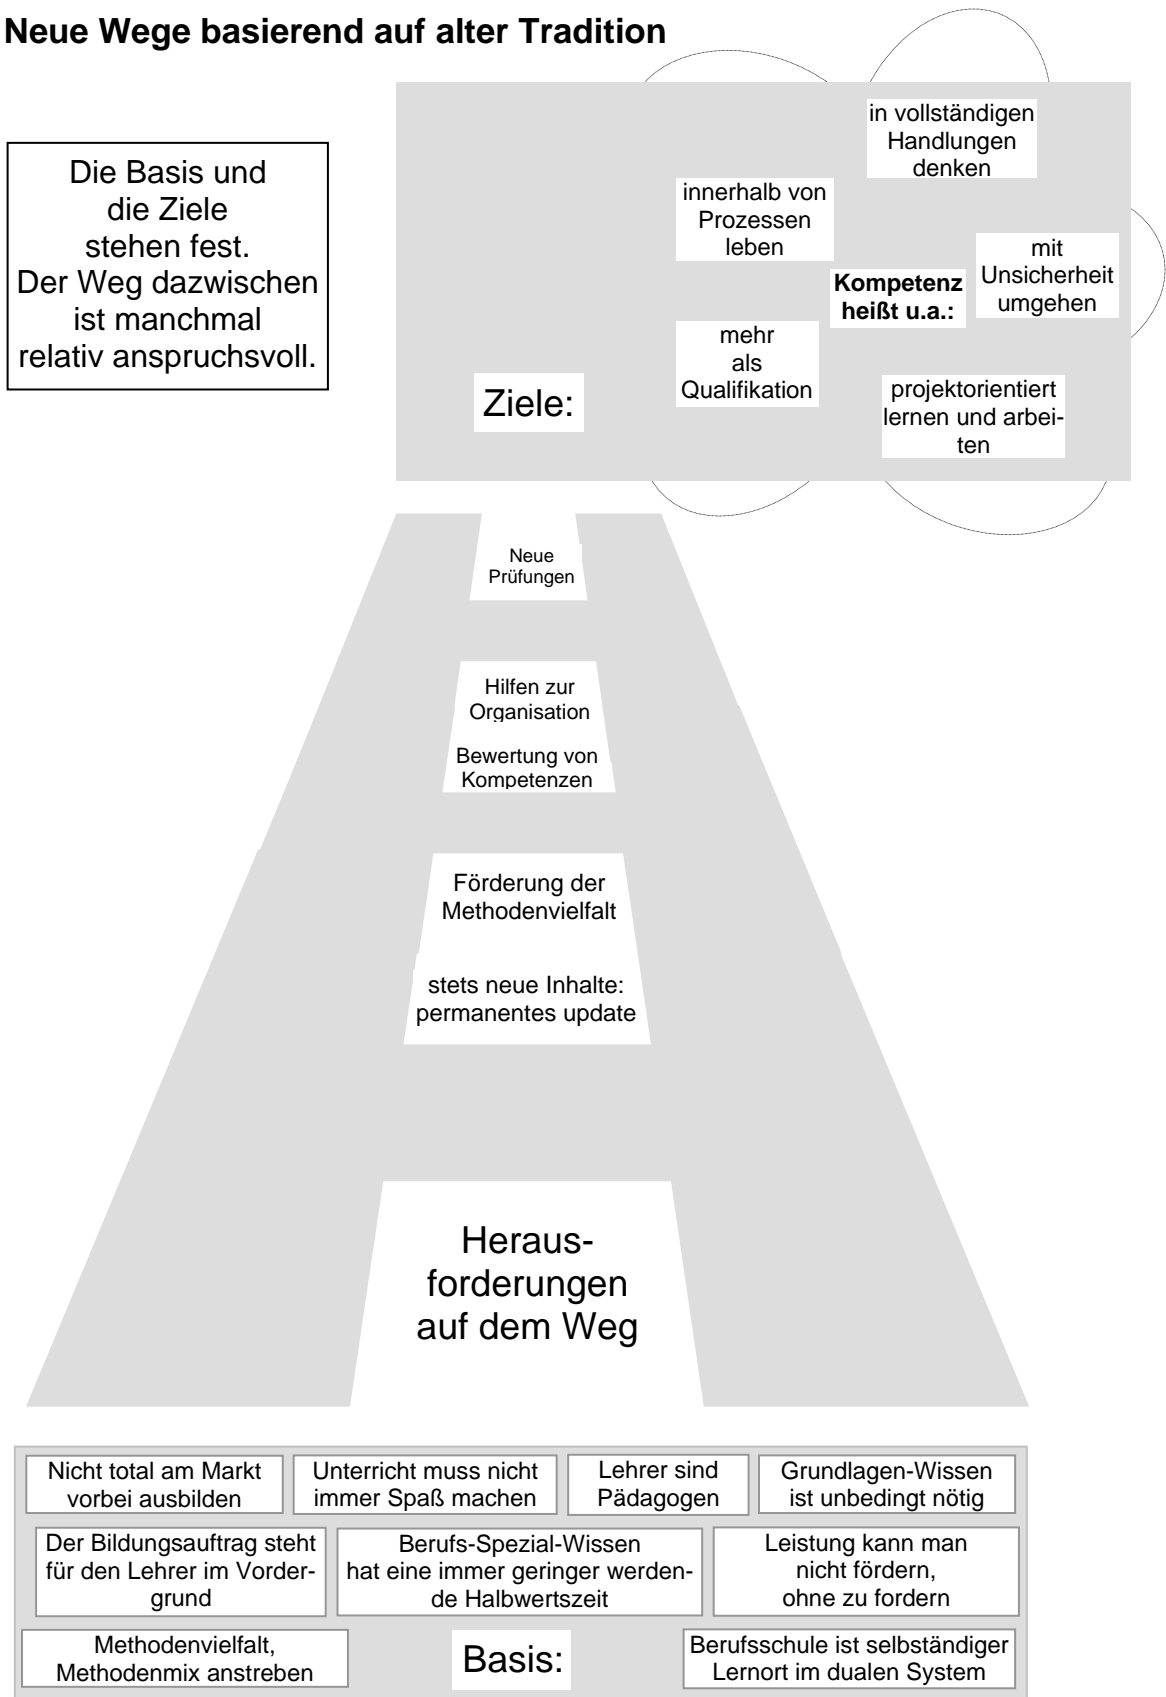 Neue Wege basierend auf alter Tradition
Die Basis und
die Ziele
stehen fest.
Der Weg dazwischen
ist manchmal
relativ anspruchsvoll.
in vollständigen
Handlungen
denken
innerhalb von
Prozessen
leben
mit
Unsicherheit
umgehen
Kompetenz
heißt u.a.:
mehr
als
Qualifikation
Ziele:
projektorientiert
lernen und arbei-
ten
Neue
Prüfungen
Hilfen zur
Organisation
Bewertung von
Kompetenzen
Förderung der
Methodenvielfalt
stets neue Inhalte:
permanentes update
Heraus-
forderungen
auf dem Weg
Nicht total am Markt
vorbei ausbilden
Unterricht muss nicht
immer Spaß machen
Lehrer sind
Pädagogen
Grundlagen-Wissen
ist unbedingt nötig
Der Bildungsauftrag steht
für den Lehrer im Vorder-
grund
Berufs-Spezial-Wissen
hat eine immer geringer werden-
de Halbwertszeit
Leistung kann man
nicht fördern,
ohne zu fordern
Methodenvielfalt,
Methodenmix anstreben
Basis:
Berufsschule ist selbständiger
Lernort im dualen System